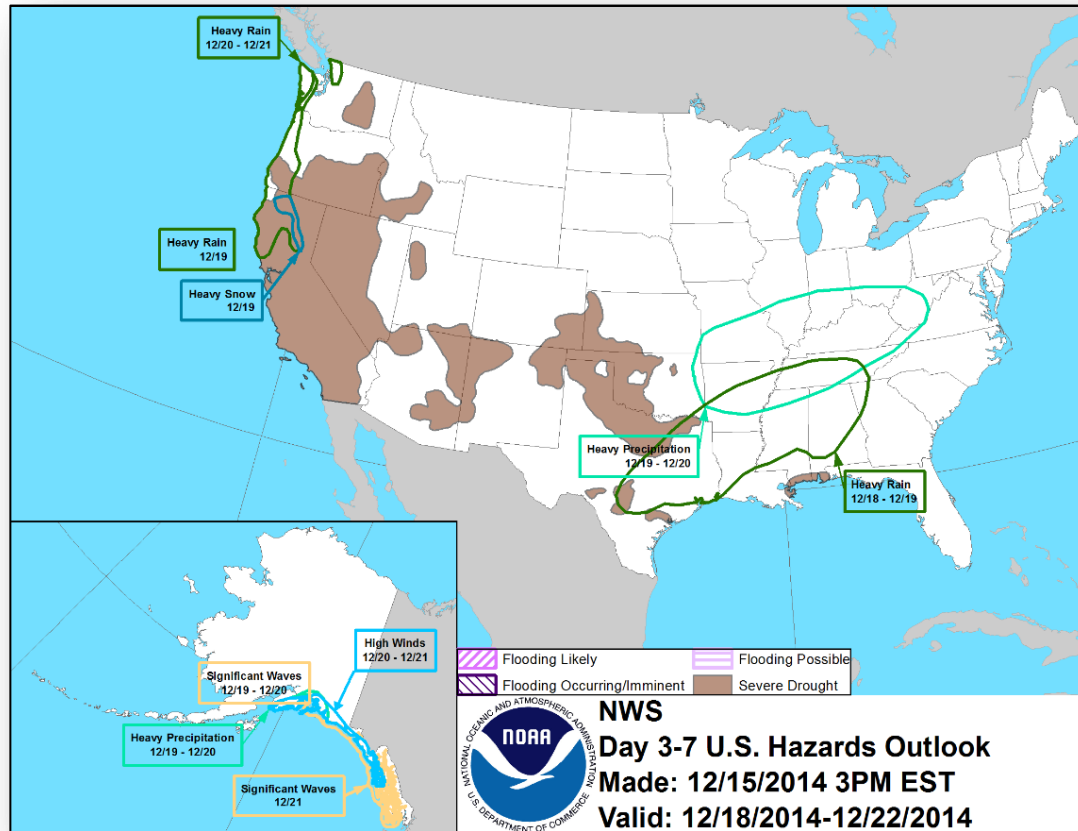 Heavy Rain
12/20 - 12/21
Heavy Rain
12/19
Heavy Snow
12/19
Heavy Precipitation
12/19 - 12/20
Heavy Rain
12/18 - 12/19
High Winds
12/20 - 12/21
Significant Waves
12/19 - 12/20
Heavy Precipitation
12/19 - 12/20
Significant Waves
12/21
Flooding Likely
Flooding Possible
Flooding Occurring/Imminent
Severe Drought
NATIONAL OCEANIC AND ATMOSPHERIC ADMINISTRATION
NOAA
U.S. DEPARTMENT OF COMMERCE
NWS
Day 3-7 U.S. Hazards Outlook
Made: 12/15/2014 3PM EST
Valid: 12/18/2014-12/22/2014